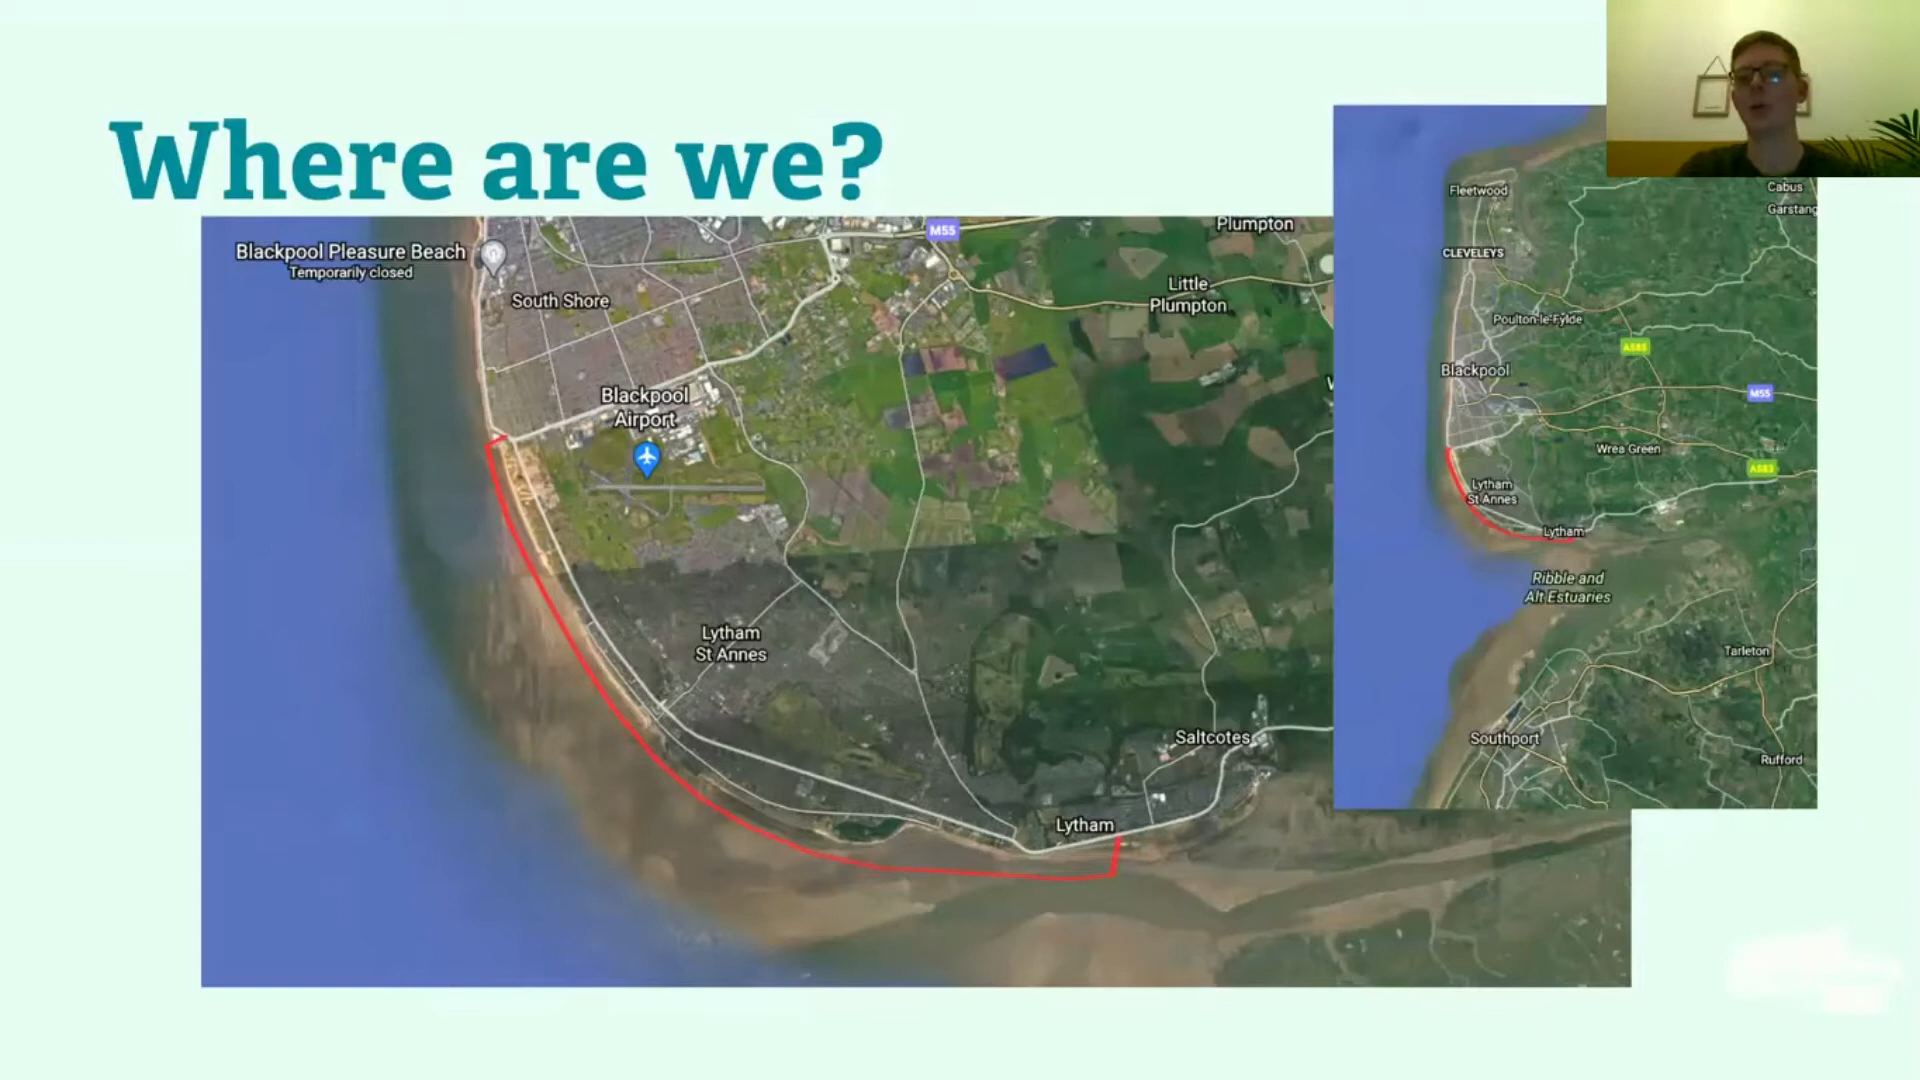 Where are we?
Blackpool Pleasure Beach
Temporarily closed
M55
Plumpton
South Shore
Little
Plumpton
Blackpool
Airport
Lytham
St Annes
Saltcotes
Lytham
Fleetwood
Cabus
Garstang
CLEVELEYS
Poulton-le-Fylde
A585
Blackpool
M55
Wrea Green
A583
Lytham
St Annes
Lytham
Ribble and
Alt Estuaries
Tarleton
Southport
Rufford